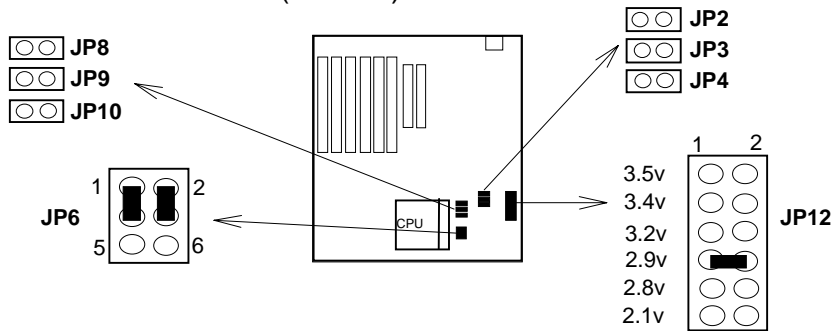 JP8
JP9
JP10
JP2
JP3
JP4
1 2
JP6
5 6
CPU
1 2
3.5v
3.4v
3.2v
2.9v
2.8v
2.1v
JP12